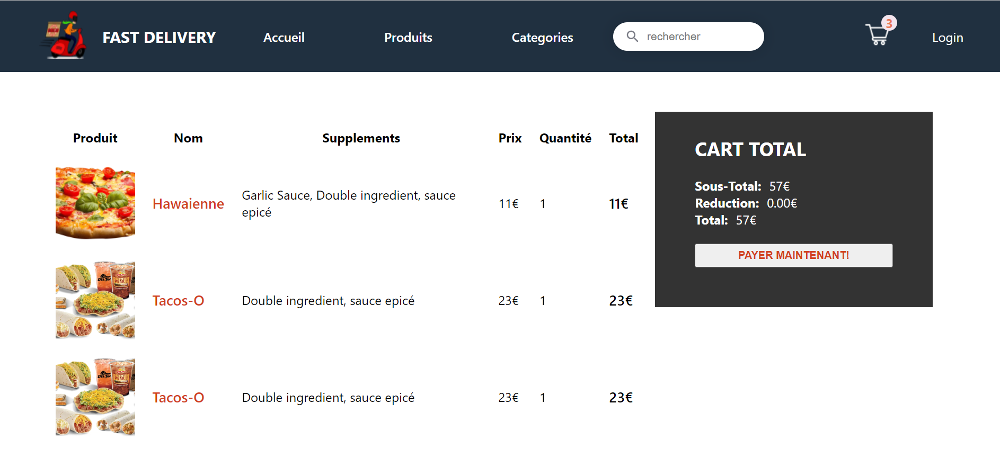 FAST DELIVERY
Accueil
Produits
Categories
rechercher
3
Login
Produit Nom Supplements Prix Quantité Total
Hawaienne
Garlic Sauce, Double ingredient, sauce
epicé
11€ 1 11€
Tacos-O Double ingredient, sauce epicé 23€ 1 23€
Tacos-O Double ingredient, sauce epicé 23€ 1 23€
CART TOTAL
Sous-Total: 57€
Reduction: 0.00€
Total: 57€
PAYER MAINTENANT!